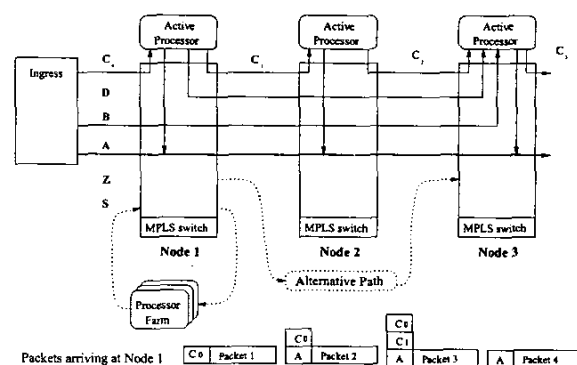 Active
Processor
Active
Processor
Active
Processor
Ingress
C₀
C₁
C₂
C₃
D
B
A
Z
S
MPLS switch
MPLS switch
MPLS switch
Node 1
Node 2
Node 3
Alternative Path
Processor
Farm
Packets arriving at Node 1
C0 Packet 1
C0
A Packet 2
C0
C1
A Packet 3
A Packet 4